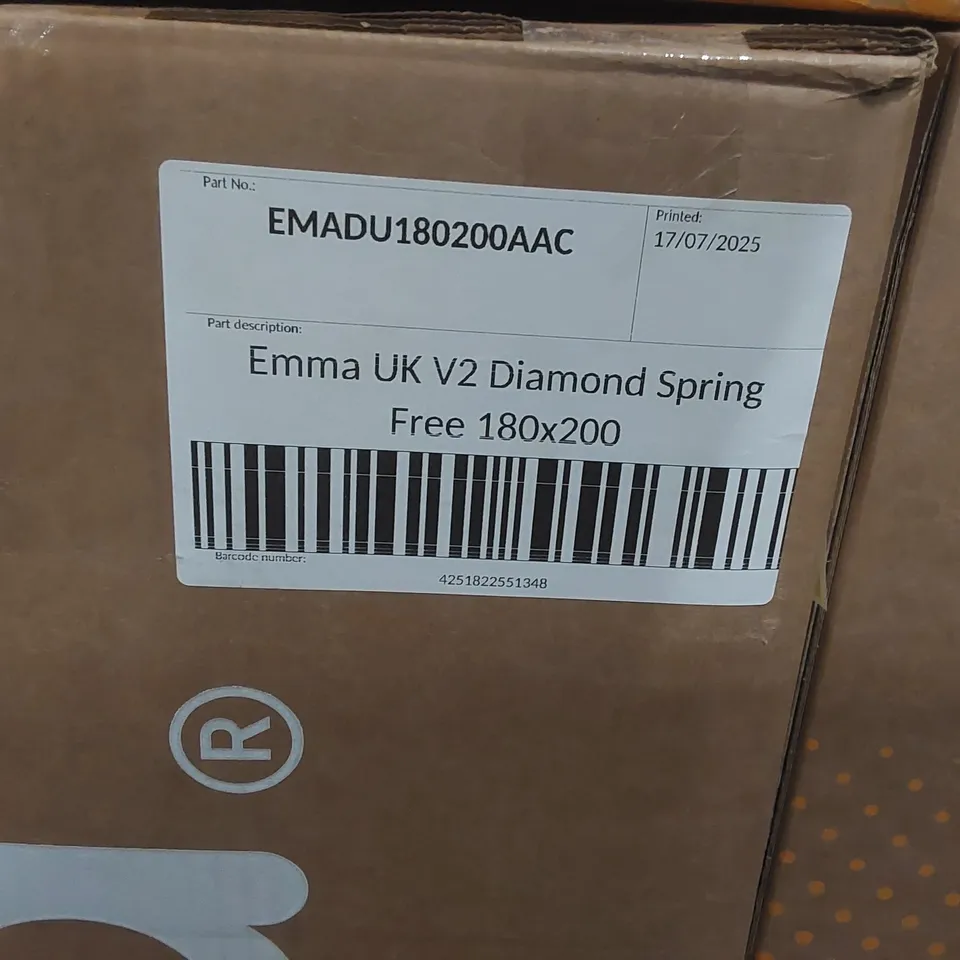 Part No.:
EMADU180200AAC
Printed:
17/07/2025
Part description:
Emma UK V2 Diamond Spring
Free 180x200
Barcode number:
4251822551348
®